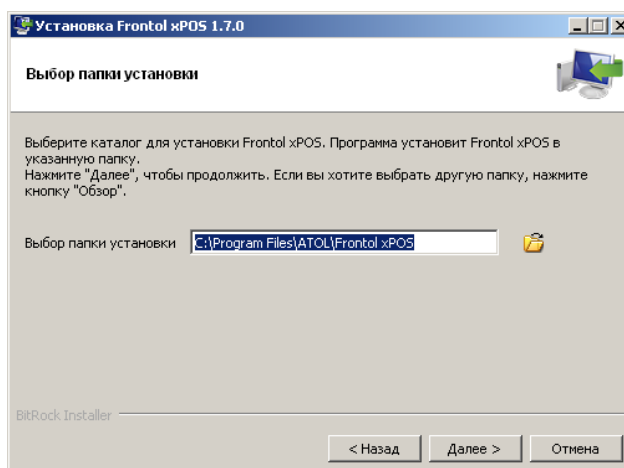 Установка Frontol xPOS 1.7.0
Выбор папки установки
Выберите каталог для установки Frontol xPOS. Программа установит Frontol xPOS в
указанную папку.
Нажмите "Далее", чтобы продолжить. Если вы хотите выбрать другую папку, нажмите
кнопку "Обзор".
Выбор папки установки C:\Program Files\ATOL\Frontol xPOS
BitRock Installer
< Назад Далее > Отмена